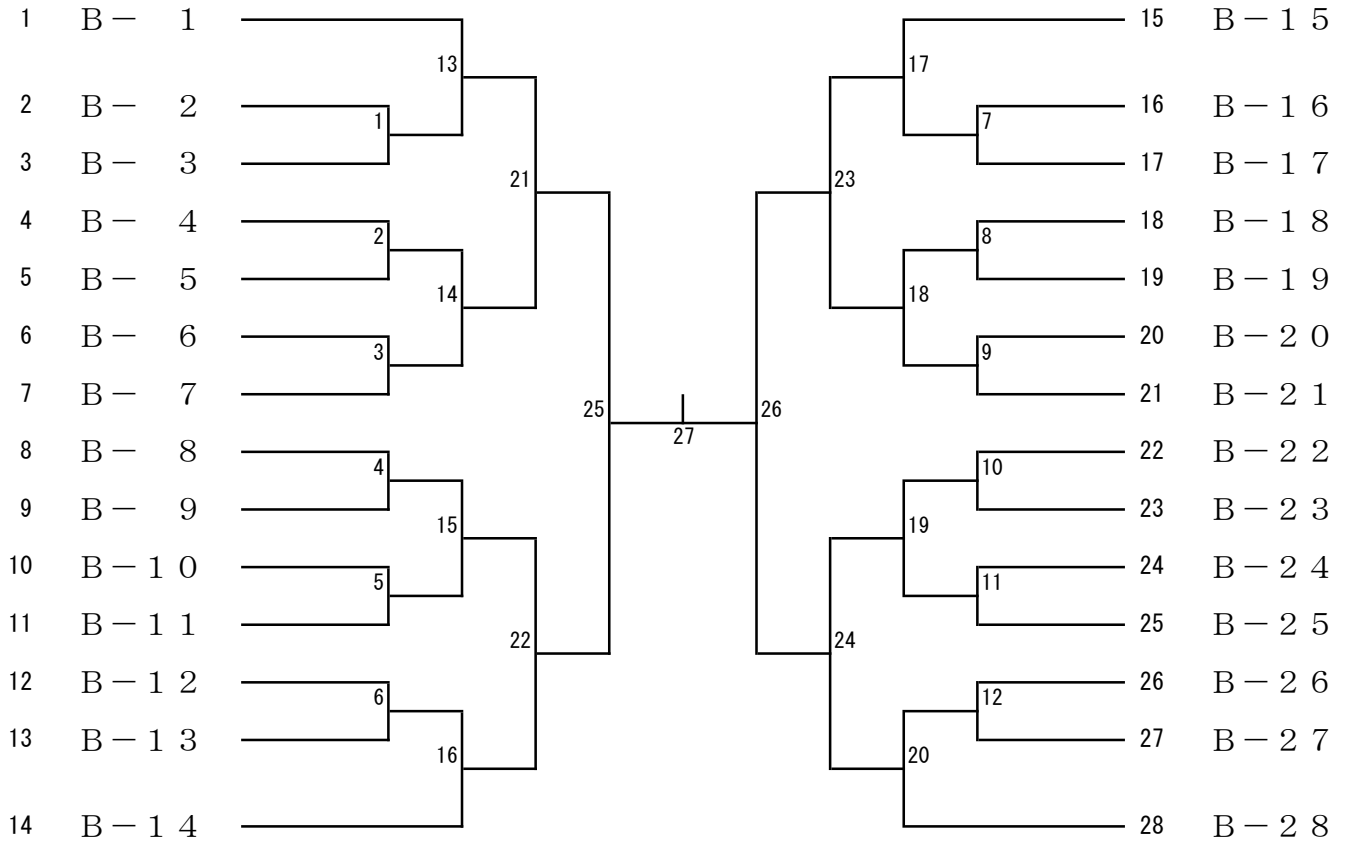 1 B－ 1 15 B－15
13 17
2 B－ 2 1 7 16 B－16
3 B－ 3 17 B－17
21 23
4 B－ 4 2 8 18 B－18
5 B－ 5 19 B－19
14 18
6 B－ 6 3 9 20 B－20
7 B－ 7 21 B－21
25 26
27
8 B－ 8 4 10 22 B－22
9 B－ 9 23 B－23
15 19
10 B－10 5 11 24 B－24
11 B－11 25 B－25
22 24
12 B－12 6 12 26 B－26
13 B－13 27 B－27
16 20
14 B－14 28 B－28